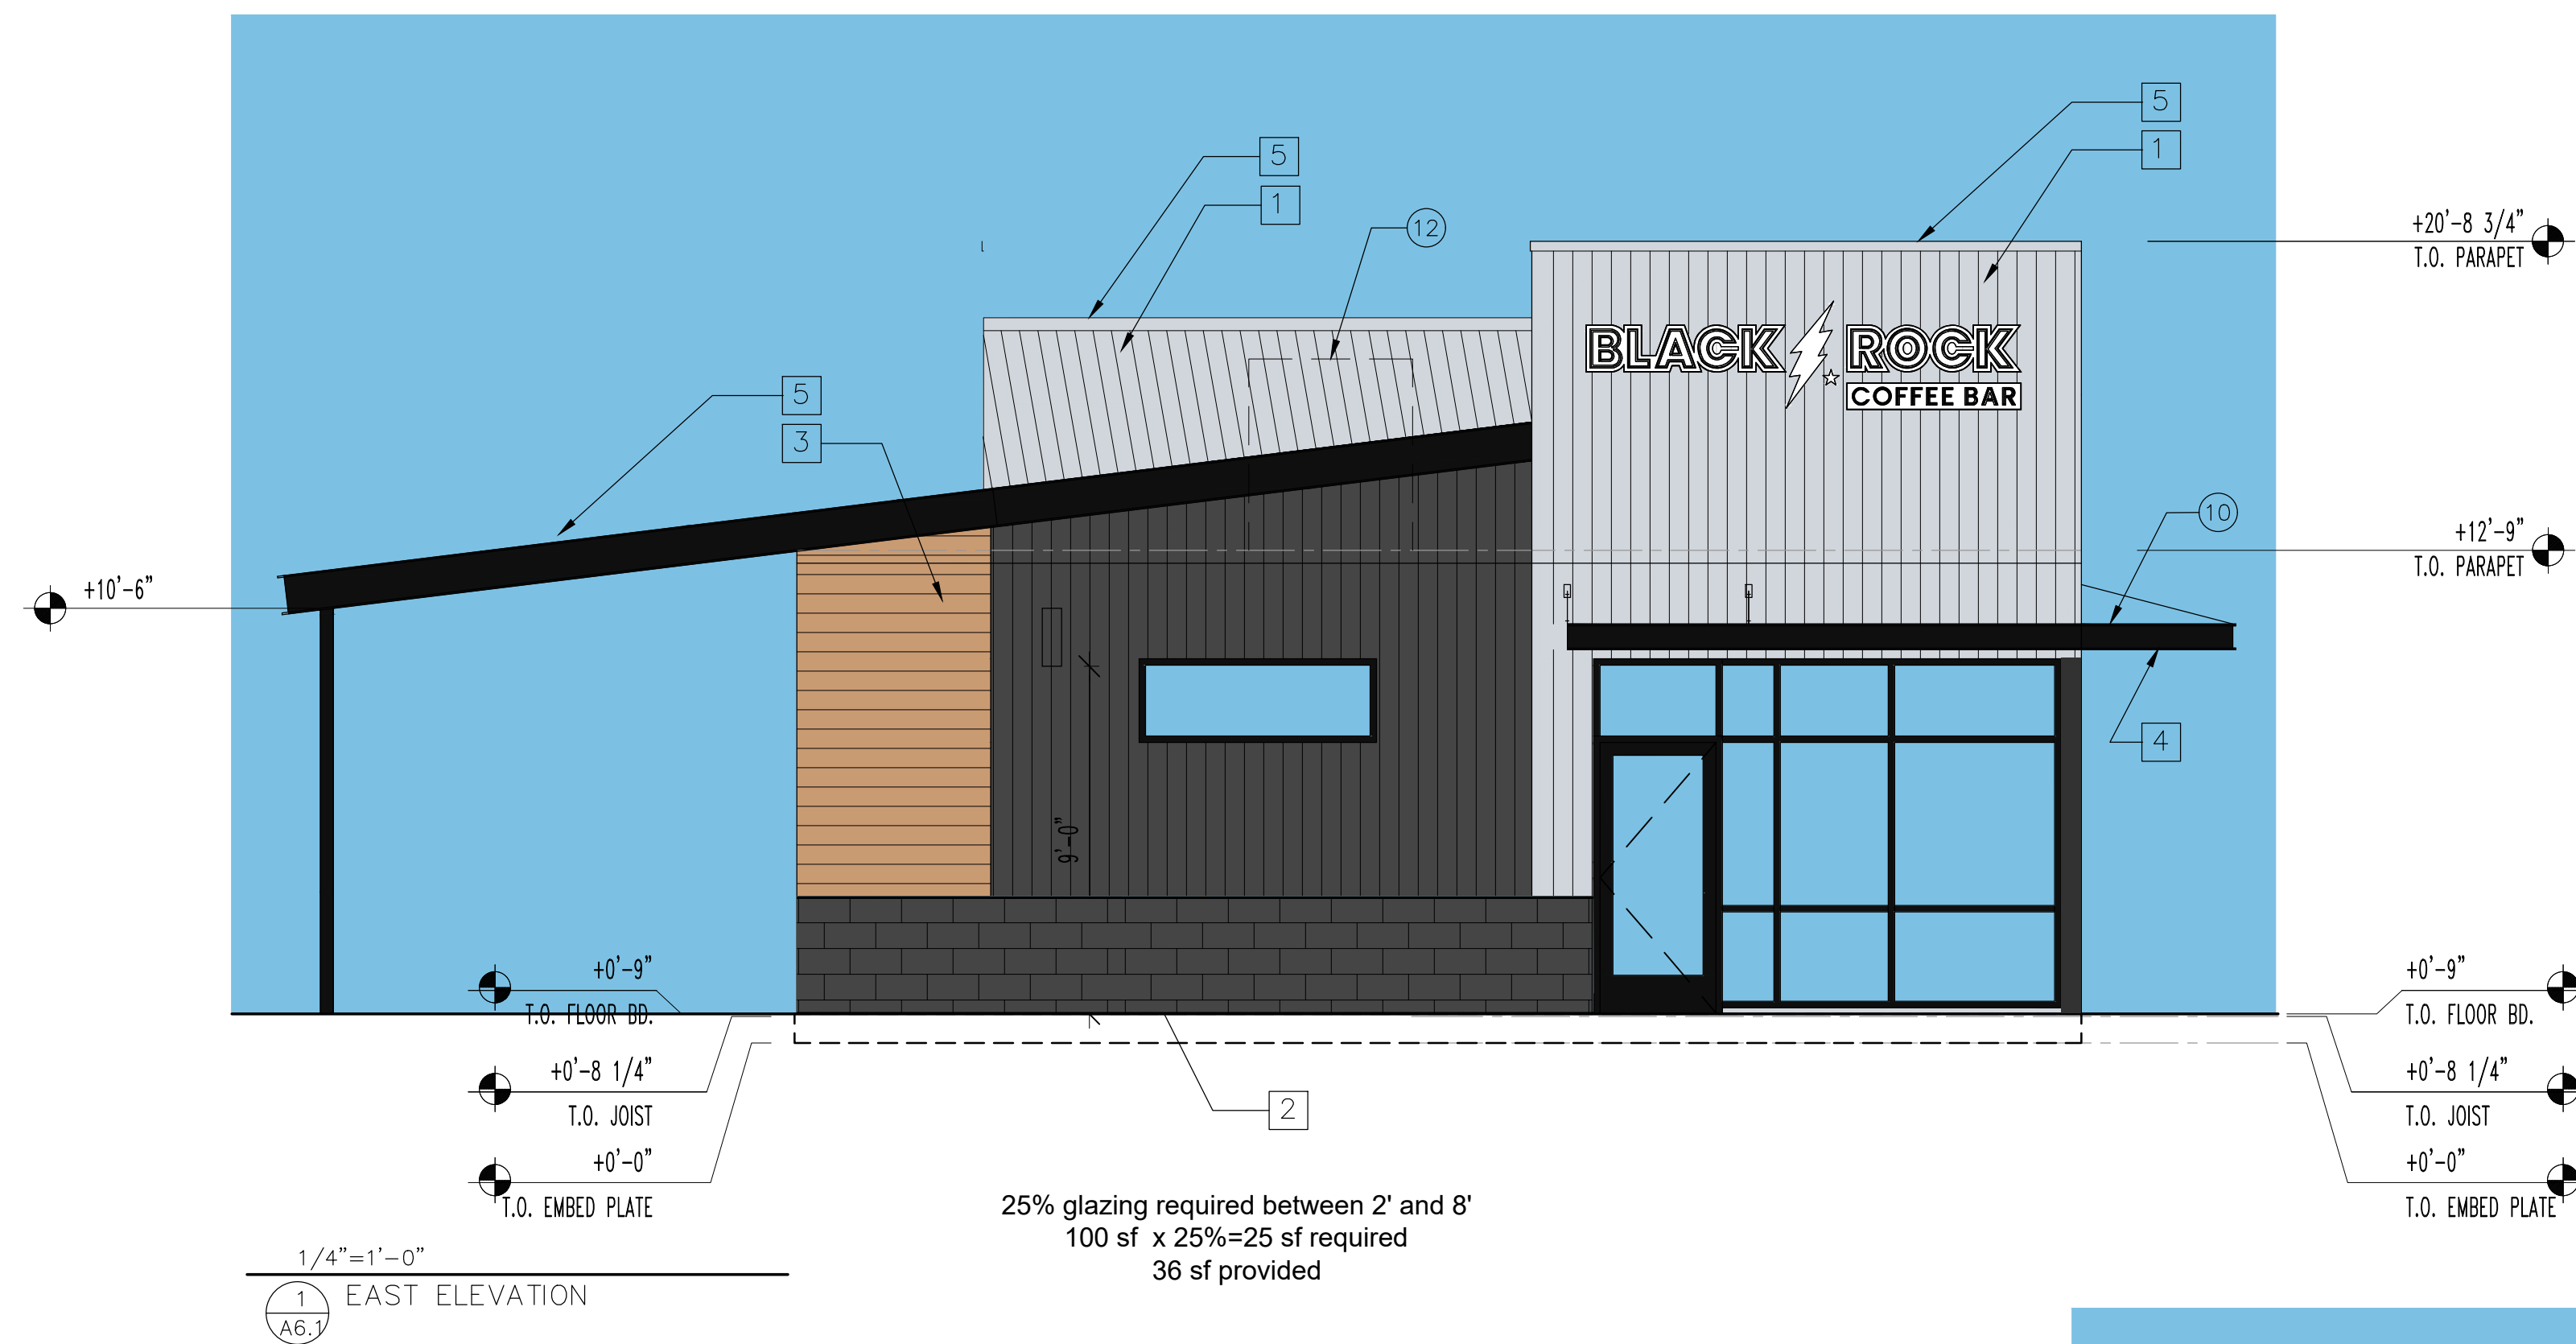 5
1
5
1
12
+20'-8 3/4"
T.O. PARAPET
BLACK ROCK
COFFEE BAR
5
3
10
+12'-9"
T.O. PARAPET
+10'-6"
4
9'-0"
+0'-9"
T.O. FLOOR BD.
+0'-8 1/4"
T.O. JOIST
+0'-0"
T.O. EMBED PLATE
+0'-9"
T.O. FLOOR BD.
+0'-8 1/4"
T.O. JOIST
+0'-0"
T.O. EMBED PLATE
2
25% glazing required between 2' and 8'
100 sf x 25%=25 sf required
36 sf provided
1/4"=1'-0"
1
EAST ELEVATION
A6.1